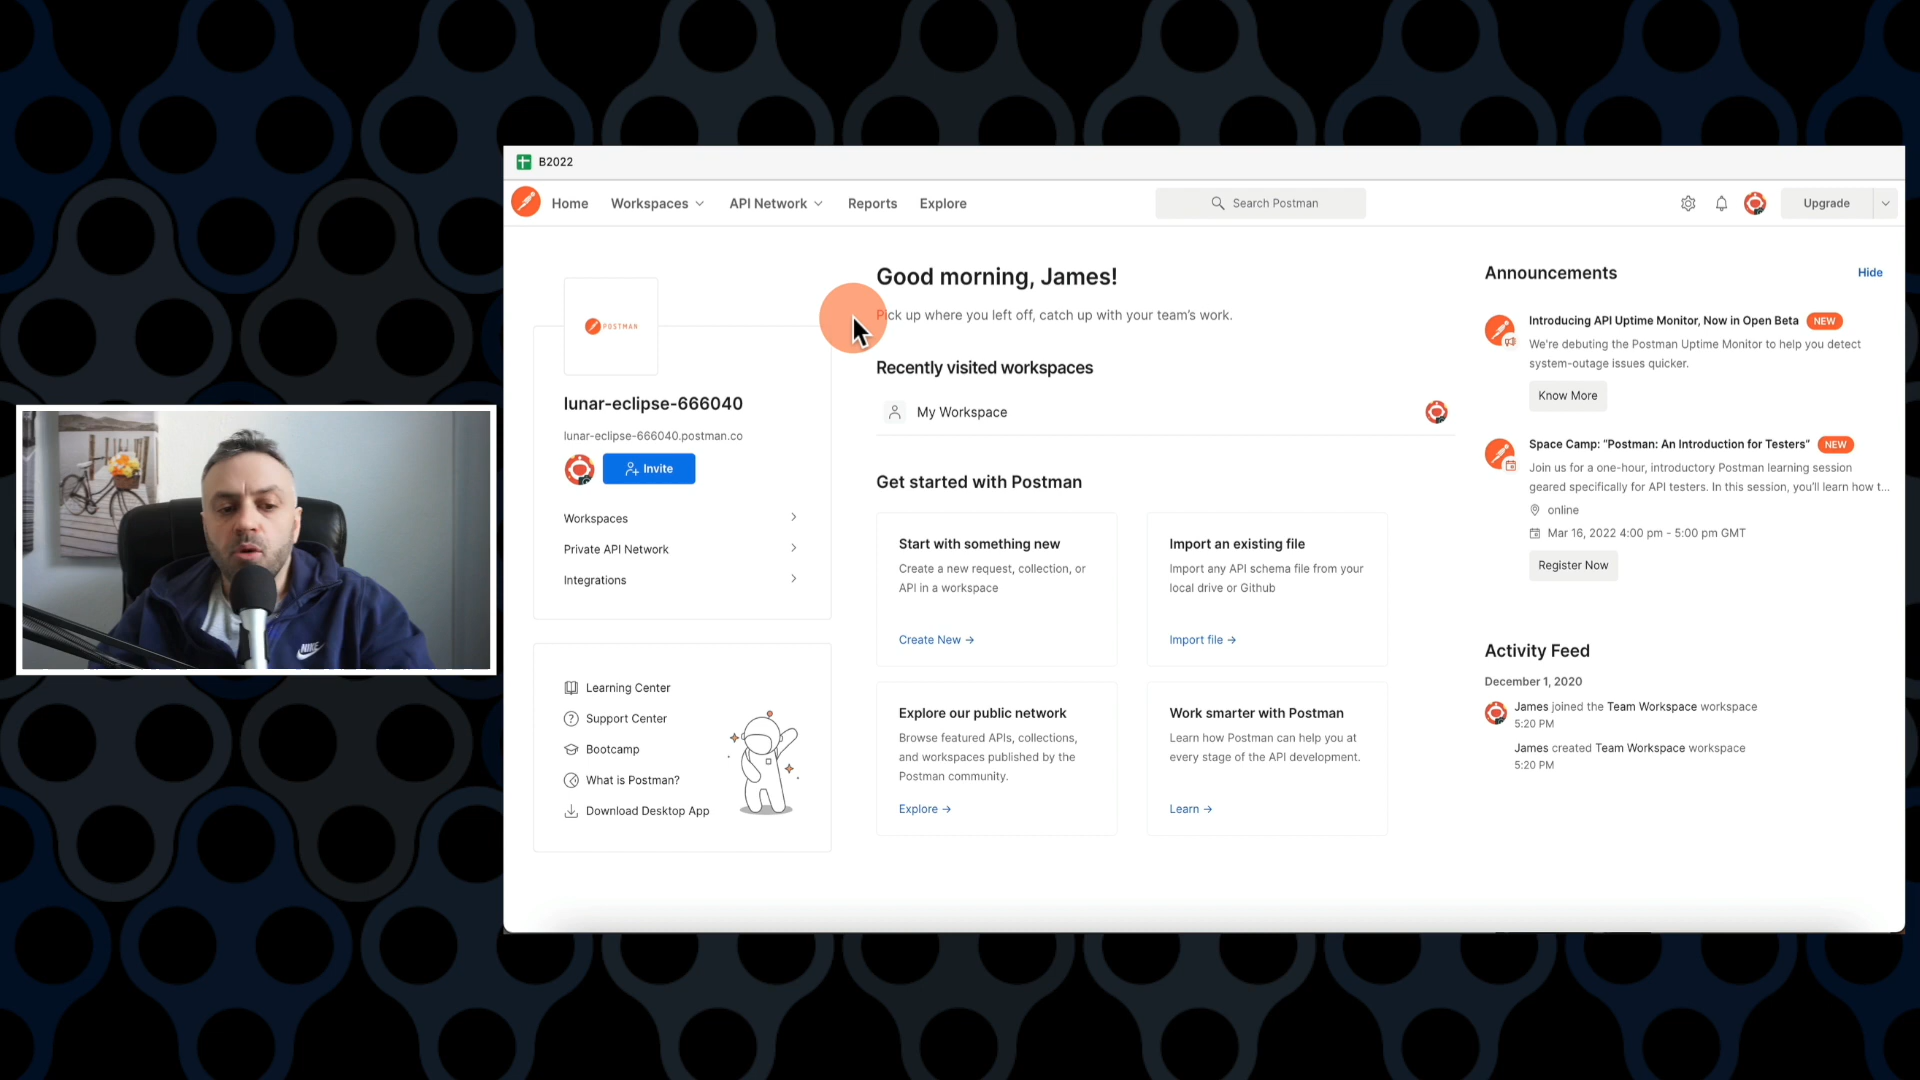 B2022
Home
Workspaces
API Network
Reports
Explore
Search Postman
Upgrade
POSTMAN
lunar-eclipse-666040
lunar-eclipse-666040.postman.co
Invite
Workspaces
Private API Network
Integrations
Learning Center
Support Center
Bootcamp
What is Postman?
Download Desktop App
Good morning, James!
Pick up where you left off, catch up with your team's work.
Recently visited workspaces
My Workspace
Get started with Postman
Start with something new
Create a new request, collection, or
API in a workspace
Create New →
Import an existing file
Import any API schema file from your
local drive or Github
Import file →
Explore our public network
Browse featured APIs, collections,
and workspaces published by the
Postman community.
Explore →
Work smarter with Postman
Learn how Postman can help you at
every stage of the API development.
Learn →
Announcements
Hide
Introducing API Uptime Monitor, Now in Open Beta NEW
We're debuting the Postman Uptime Monitor to help you detect
system-outage issues quicker.
Know More
Space Camp: "Postman: An Introduction for Testers" NEW
Join us for a one-hour, introductory Postman learning session
geared specifically for API testers. In this session, you'll learn how t...
online
Mar 16, 2022 4:00 pm - 5:00 pm GMT
Register Now
Activity Feed
December 1, 2020
James joined the Team Workspace workspace
5:20 PM
James created Team Workspace workspace
5:20 PM
NIKE